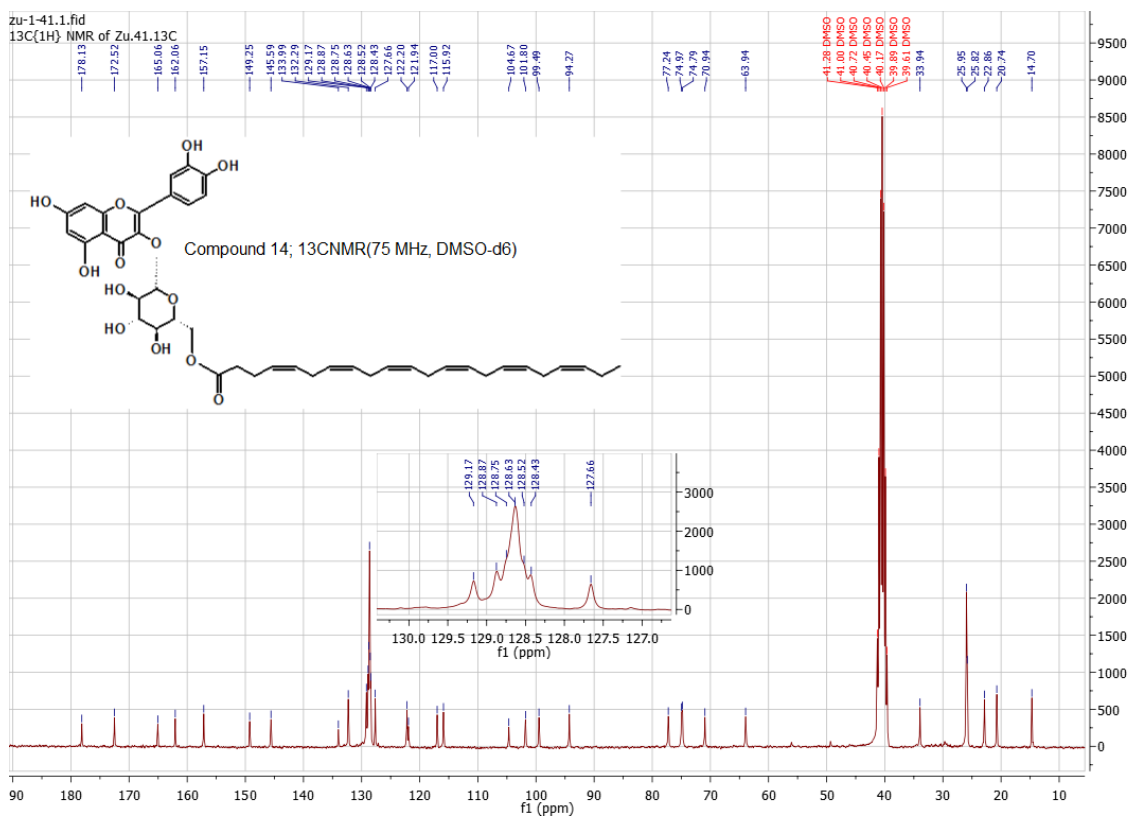 zu-1-41.1.fid
13C{1H} NMR of Zu.41.13C
178.13
172.52
165.06
162.06
157.15
149.25
145.59
133.99
132.29
129.17
128.87
128.75
128.63
128.52
128.43
127.66
122.20
121.94
117.00
115.92
104.67
101.80
99.49
94.27
77.24
74.97
74.79
70.94
63.94
41.28 DMSO
41.00 DMSO
40.72 DMSO
40.45 DMSO
40.17 DMSO
39.89 DMSO
39.61 DMSO
33.94
25.95
25.82
22.86
20.74
14.70
9500
9000
8500
8000
7500
7000
6500
6000
5500
5000
4500
4000
3500
3000
2500
2000
1500
1000
500
0
OH
OH
HO
O
O
OH
O
HO
O
HO
OH
O
O
Compound 14; 13CNMR(75 MHz, DMSO-d6)
129.17
128.87
128.75
128.63
128.52
128.43
127.66
3000
2000
1000
0
130.0 129.5 129.0 128.5 128.0 127.5 127.0
f1 (ppm)
90 180 170 160 150 140 130 120 110 100 90 80 70 60 50 40 30 20 10
f1 (ppm)